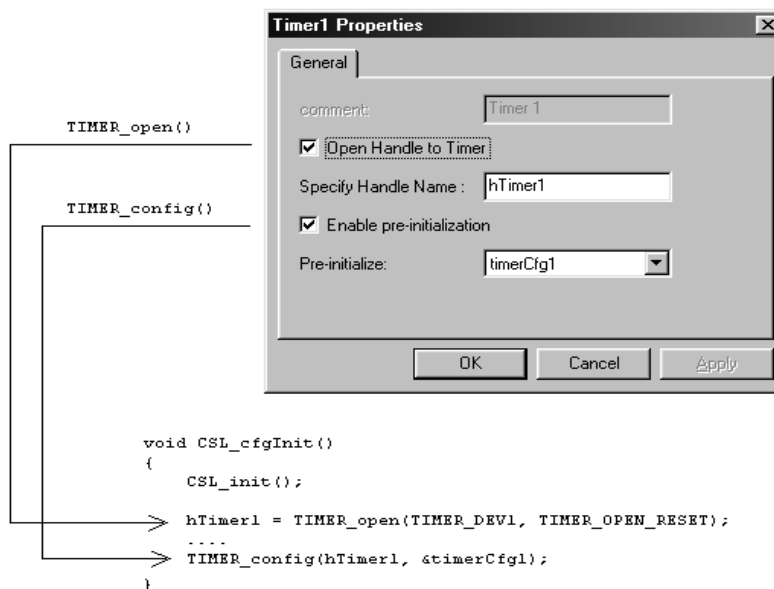 Timer1 Properties
General
comment:
Timer 1
TIMER_open()
Open Handle to Timer
Specify Handle Name :
hTimer1
TIMER_config()
Enable pre-initialization
Pre-initialize:
timerCfg1
OK
Cancel
Apply
void CSL_cfgInit()
{
CSL_init();
hTimer1 = TIMER_open(TIMER_DEV1, TIMER_OPEN_RESET);
....
TIMER_config(hTimer1, &timerCfg1);
}